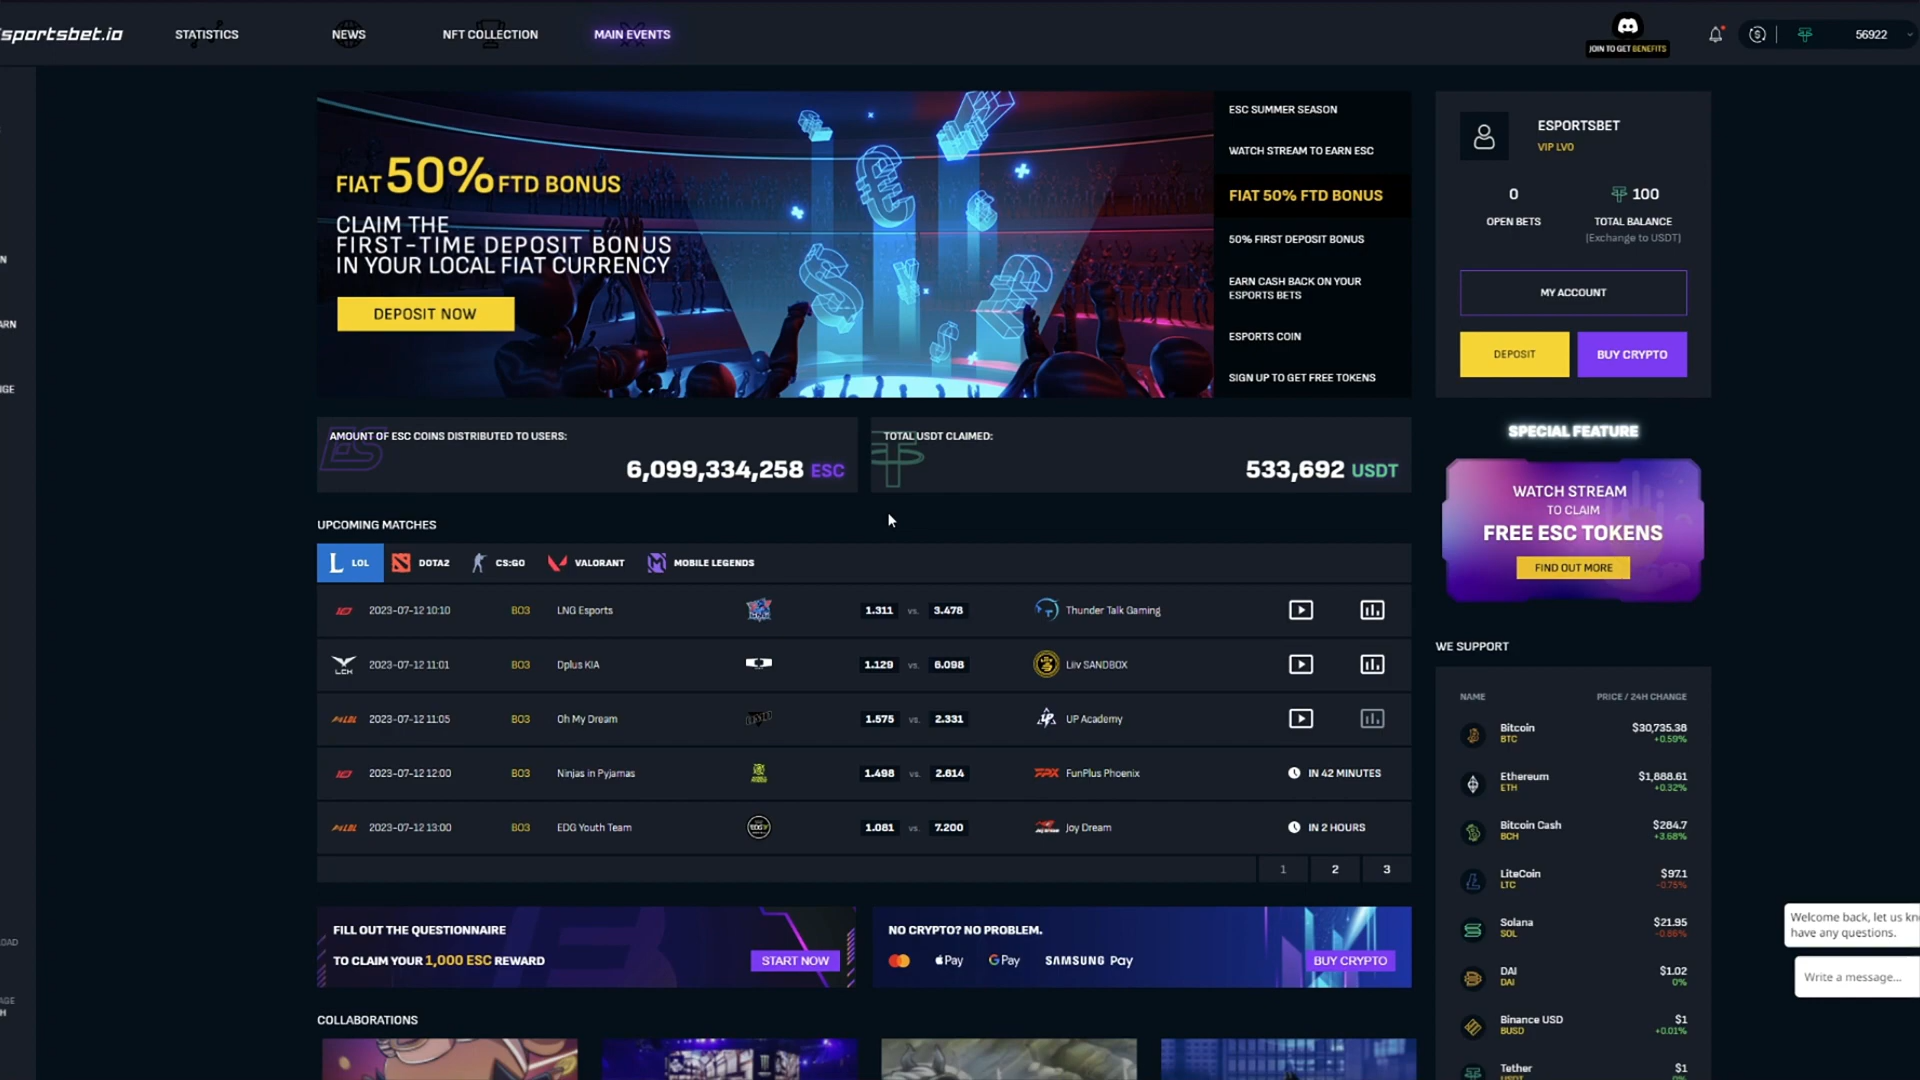 sportsbet.io
STATISTICS
NEWS
NFT COLLECTION
MAIN EVENTS
JOIN TO GET BENEFITS
56922
FIAT 50% FTD BONUS
CLAIM THE
FIRST-TIME DEPOSIT BONUS
IN YOUR LOCAL FIAT CURRENCY
DEPOSIT NOW
ESC SUMMER SEASON
WATCH STREAM TO EARN ESC
FIAT 50% FTD BONUS
50% FIRST DEPOSIT BONUS
EARN CASH BACK ON YOUR
ESPORTS BETS
ESPORTS COIN
SIGN UP TO GET FREE TOKENS
ESPORTSBET
VIP LV0
0
100
OPEN BETS
TOTAL BALANCE
(Exchange to USDT)
MY ACCOUNT
DEPOSIT
BUY CRYPTO
N
ARN
NGE
OAD
AGE
H
AMOUNT OF ESC COINS DISTRIBUTED TO USERS:
6,099,334,258 ESC
TOTAL USDT CLAIMED:
533,692 USDT
SPECIAL FEATURE
WATCH STREAM
TO CLAIM
FREE ESC TOKENS
FIND OUT MORE
UPCOMING MATCHES
LOL
DOTA2
CS:GO
VALORANT
MOBILE LEGENDS
2023-07-12 10:10 BO3 LNG Esports 1.311 vs. 3.478 Thunder Talk Gaming
LCK 2023-07-12 11:01 BO3 Dplus KIA 1.129 vs. 6.098 Liiv SANDBOX
2023-07-12 11:05 BO3 Oh My Dream 1.575 vs. 2.331 UP Academy
2023-07-12 12:00 BO3 Ninjas in Pyjamas 1.498 vs. 2.614 FPX FunPlus Phoenix IN 42 MINUTES
2023-07-12 13:00 BO3 EDG Youth Team 1.081 vs. 7.200 Joy Dream IN 2 HOURS
1 2 3
FILL OUT THE QUESTIONNAIRE
TO CLAIM YOUR 1,000 ESC REWARD
START NOW
NO CRYPTO? NO PROBLEM.
Pay G Pay SAMSUNG Pay
BUY CRYPTO
COLLABORATIONS
WE SUPPORT
NAME PRICE / 24H CHANGE
Bitcoin $30,735.38
BTC +0.59%
Ethereum $1,888.61
ETH +0.32%
Bitcoin Cash $284.7
BCH +3.68%
LiteCoin $97.1
LTC -0.75%
Solana $21.95
SOL -0.86%
DAI $1.02
DAI 0%
Binance USD $1
BUSD +0.01%
Tether $1
Welcome back, let us kn
have any questions.
Write a message...